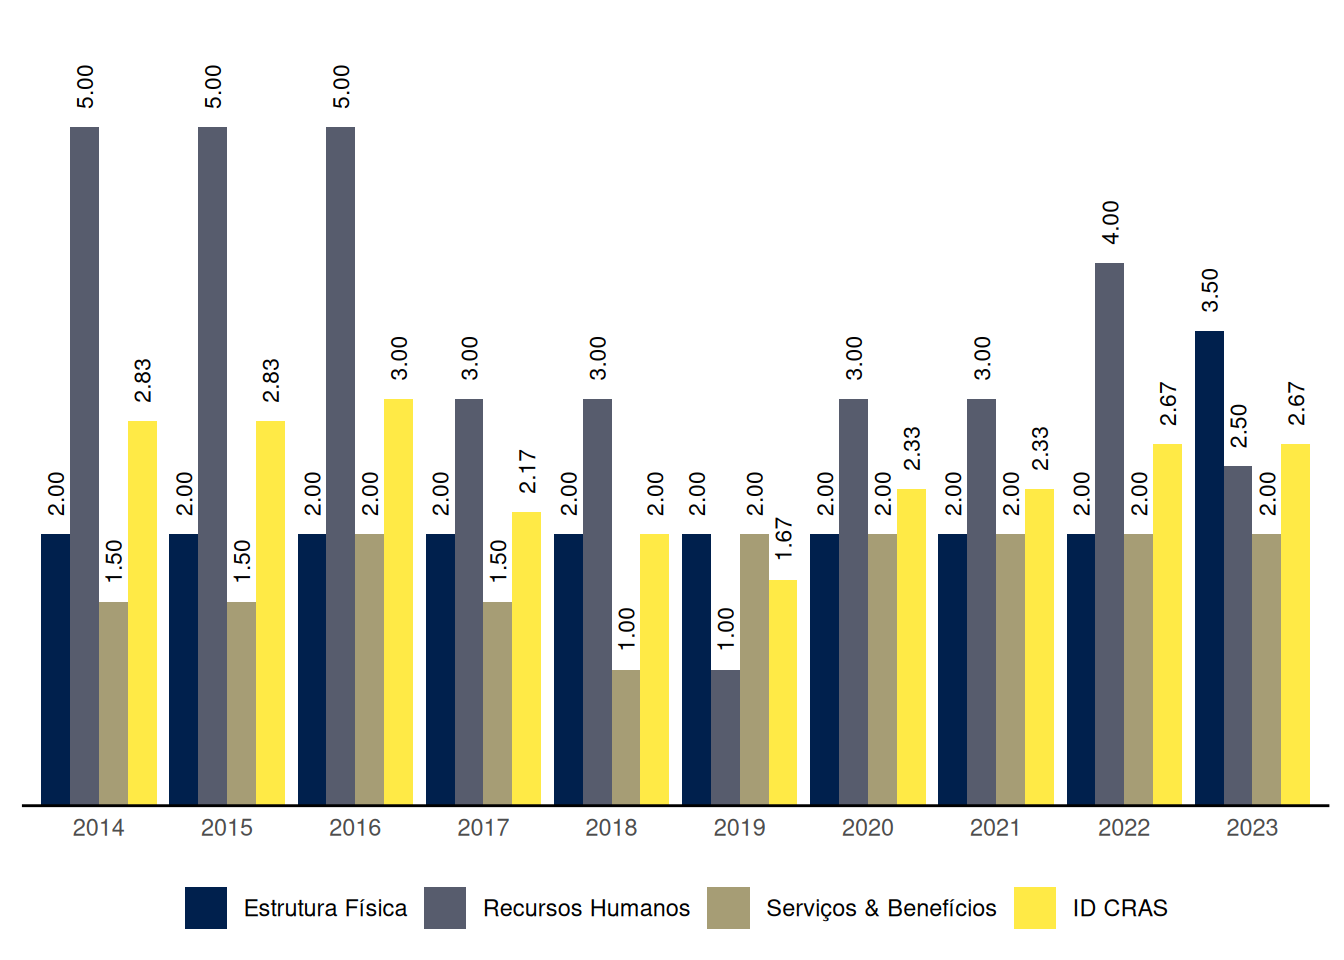 2.00 5.00 1.50 2.83
2.00 5.00 1.50 2.83
2.00 5.00 2.00 3.00
2.00 3.00 1.50 2.17
2.00 3.00 1.00 2.00
2.00 1.00 2.00 1.67
2.00 3.00 2.00 2.33
2.00 3.00 2.00 2.33
2.00 4.00 2.00 2.67
3.50 2.50 2.00 2.67
2014 2015 2016 2017 2018 2019 2020 2021 2022 2023
Estrutura Física Recursos Humanos Serviços & Benefícios ID CRAS